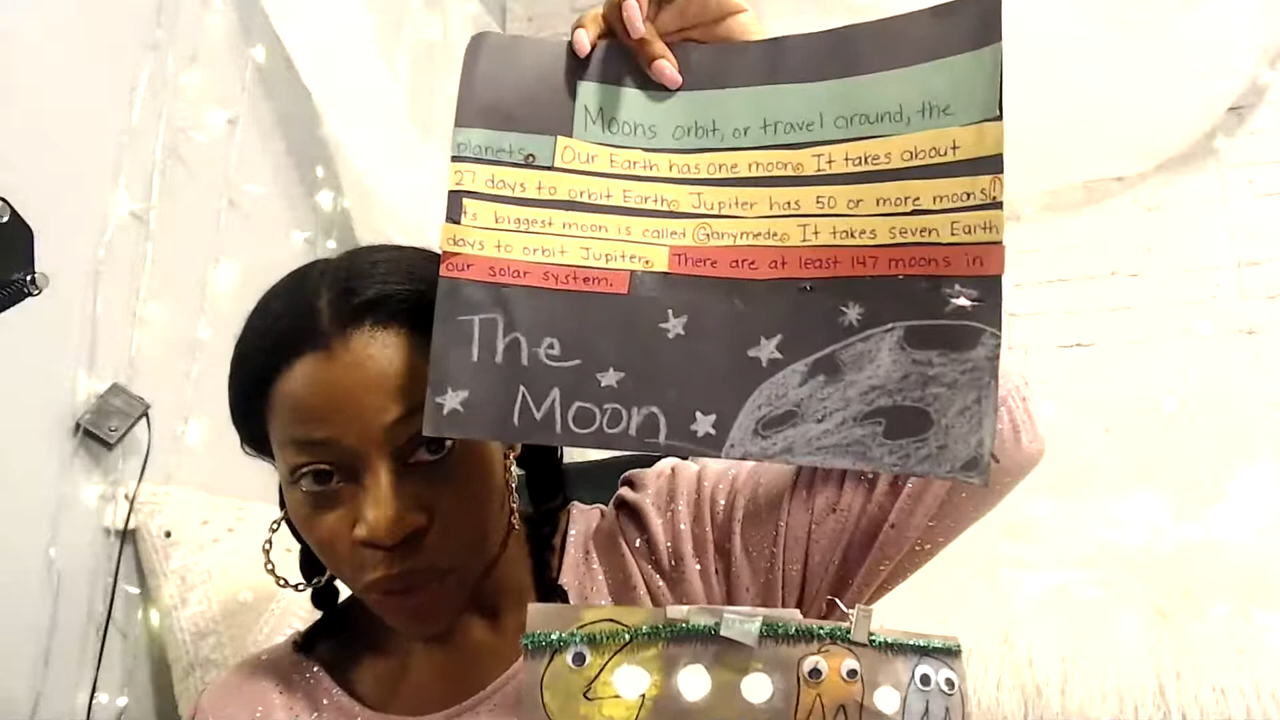 Moons orbit, or travel around, the
planets. Our Earth has one moon. It takes about
27 days to orbit Earth. Jupiter has 50 or more moons!
Its biggest moon is called Ganymede. It takes seven Earth
days to orbit Jupiter. There are at least 147 moons in
our solar system.
The
Moon